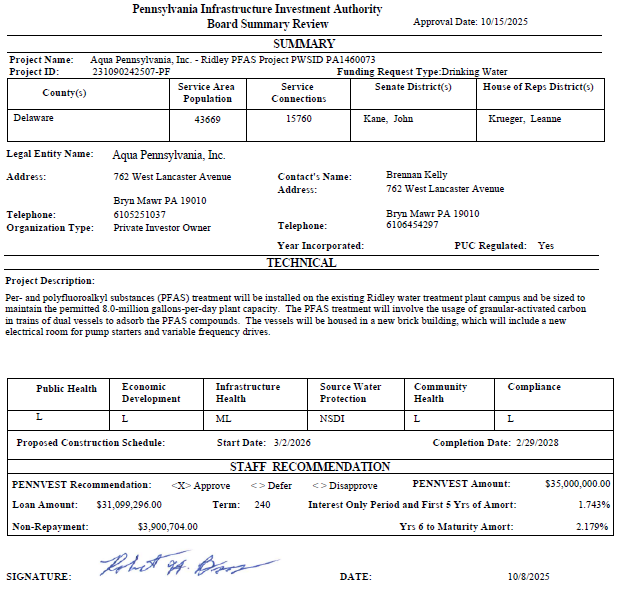 Pennsylvania Infrastructure Investment Authority
Board Summary Review
Approval Date: 10/15/2025
SUMMARY
Project Name: Aqua Pennsylvania, Inc. - Ridley PFAS Project PWSID PA1460073
Project ID: 231090242507-PF Funding Request Type:Drinking Water
County(s) Service Area Population Service Connections Senate District(s) House of Reps District(s)
Delaware 43669 15760 Kane, John Krueger, Leanne
Legal Entity Name: Aqua Pennsylvania, Inc.
Address: 762 West Lancaster Avenue
Bryn Mawr PA 19010
Telephone: 6105251037
Organization Type: Private Investor Owner
Contact's Name: Brennan Kelly
Address: 762 West Lancaster Avenue
Bryn Mawr PA 19010
Telephone: 6106454297
Year Incorporated: PUC Regulated: Yes
TECHNICAL
Project Description:
Per- and polyfluoroalkyl substances (PFAS) treatment will be installed on the existing Ridley water treatment plant campus and be sized to
maintain the permitted 8.0-million gallons-per-day plant capacity. The PFAS treatment will involve the usage of granular-activated carbon
in trains of dual vessels to adsorb the PFAS compounds. The vessels will be housed in a new brick building, which will include a new
electrical room for pump starters and variable frequency drives.
Public Health Economic Development Infrastructure Health Source Water Protection Community Health Compliance
L L ML NSDI L L
Proposed Construction Schedule: Start Date: 3/2/2026 Completion Date: 2/29/2028
STAFF RECOMMENDATION
PENNVEST Recommendation: <X> Approve <> Defer <> Disapprove PENNVEST Amount: $35,000,000.00
Loan Amount: $31,099,296.00 Term: 240 Interest Only Period and First 5 Yrs of Amort: 1.743%
Non-Repayment: $3,900,704.00 Yrs 6 to Maturity Amort: 2.179%
SIGNATURE: DATE: 10/8/2025